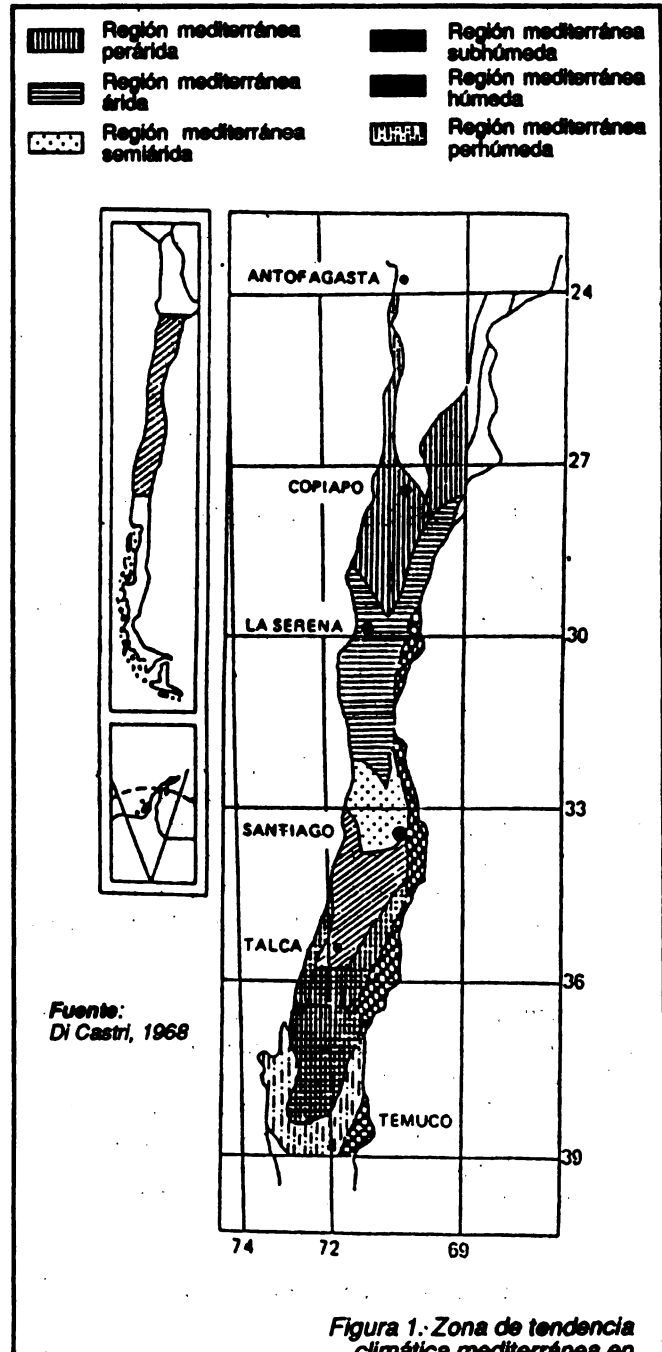 Región mediterránea
perárida
Región mediterránea
árida
Región mediterránea
semiárida
Región mediterránea
subhúmeda
Región mediterránea
húmeda
Región mediterránea
perhúmeda
ANTOFAGASTA
24
27
COPIAPO
LA SERENA
30
33
SANTIAGO
TALCA
36
Fuente:
Di Castri, 1968
TEMUCO
39
74 72 69
Figura 1. Zona de tendencia
climática mediterránea en